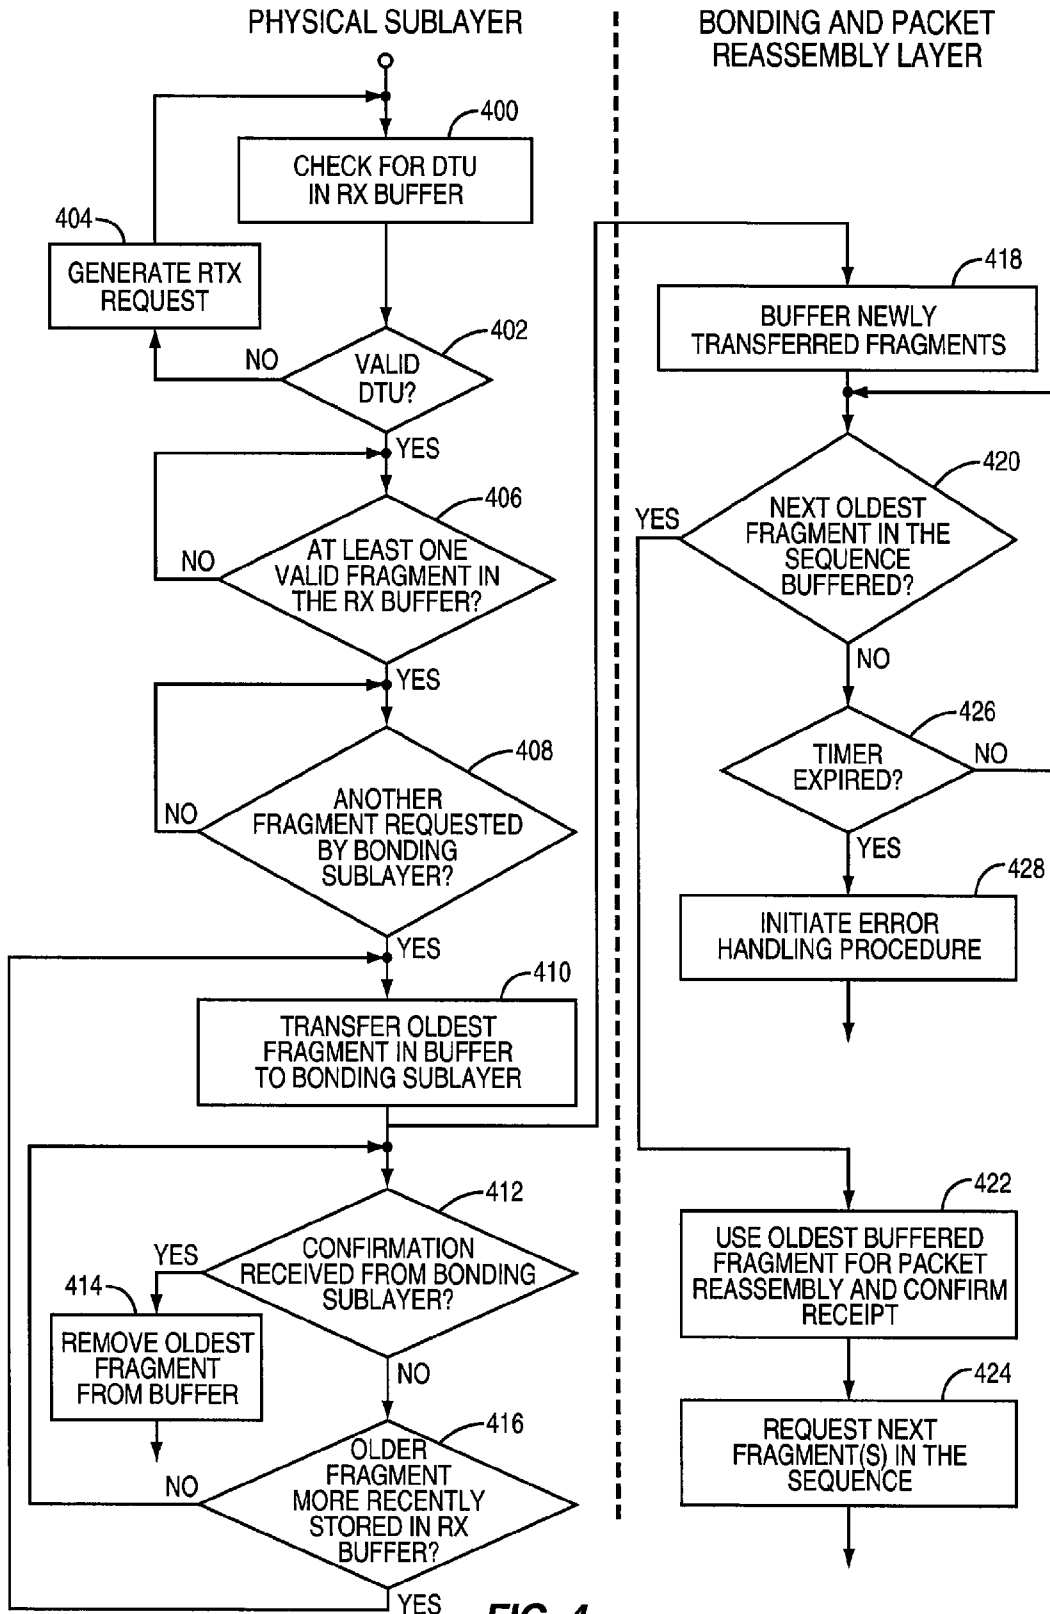 PHYSICAL SUBLAYER
BONDING AND PACKET
REASSEMBLY LAYER
400
CHECK FOR DTU
IN RX BUFFER
404
GENERATE RTX
REQUEST
402
VALID
DTU?
NO
YES
406
AT LEAST ONE
VALID FRAGMENT IN
THE RX BUFFER?
NO
YES
408
ANOTHER
FRAGMENT REQUESTED
BY BONDING
SUBLAYER?
NO
YES
410
TRANSFER OLDEST
FRAGMENT IN BUFFER
TO BONDING SUBLAYER
412
CONFIRMATION
RECEIVED FROM BONDING
SUBLAYER?
YES
414
REMOVE OLDEST
FRAGMENT
FROM BUFFER
NO
416
OLDER
FRAGMENT
MORE RECENTLY
STORED IN RX
BUFFER?
NO
YES
418
BUFFER NEWLY
TRANSFERRED FRAGMENTS
420
NEXT OLDEST
FRAGMENT IN THE
SEQUENCE
BUFFERED?
YES
NO
426
TIMER
EXPIRED?
NO
YES
428
INITIATE ERROR
HANDLING PROCEDURE
422
USE OLDEST BUFFERED
FRAGMENT FOR PACKET
REASSEMBLY AND CONFIRM
RECEIPT
424
REQUEST NEXT
FRAGMENT(S) IN THE
SEQUENCE
FIG. 4